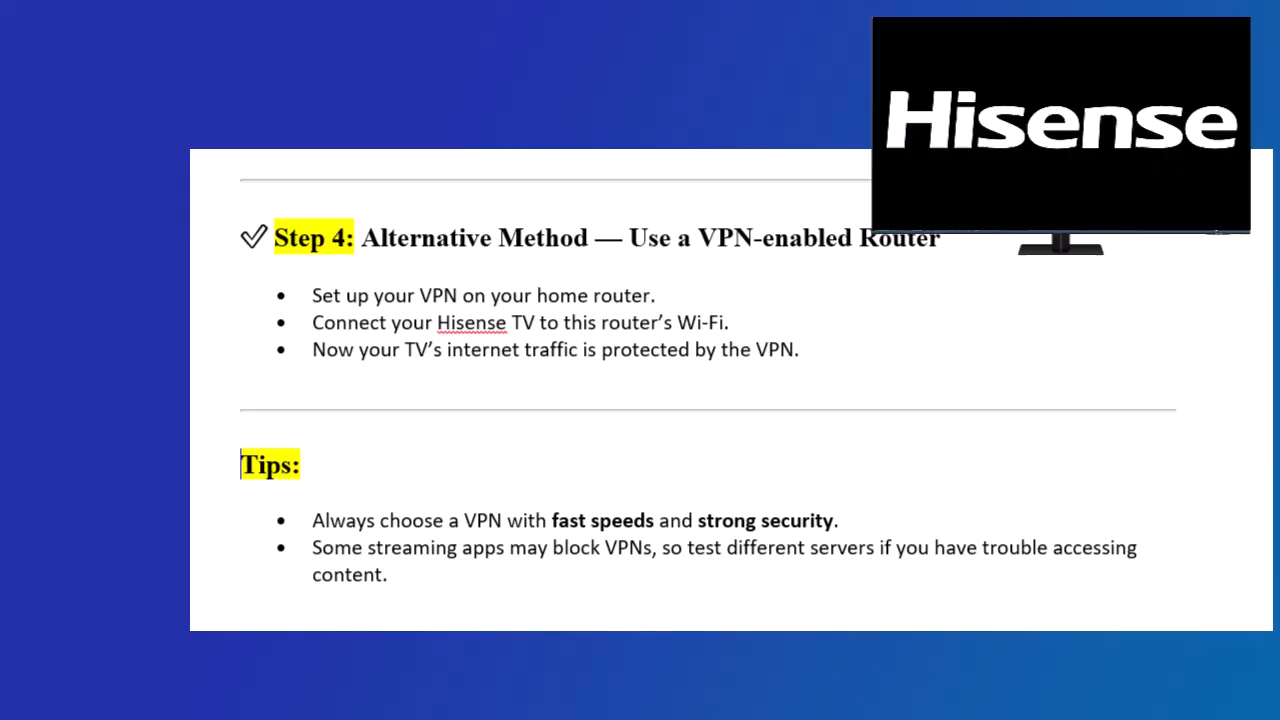 Hisense
✓ Step 4: Alternative Method — Use a VPN-enabled Router
• Set up your VPN on your home router.
• Connect your Hisense TV to this router’s Wi-Fi.
• Now your TV’s internet traffic is protected by the VPN.
Tips:
• Always choose a VPN with fast speeds and strong security.
• Some streaming apps may block VPNs, so test different servers if you have trouble accessing
content.